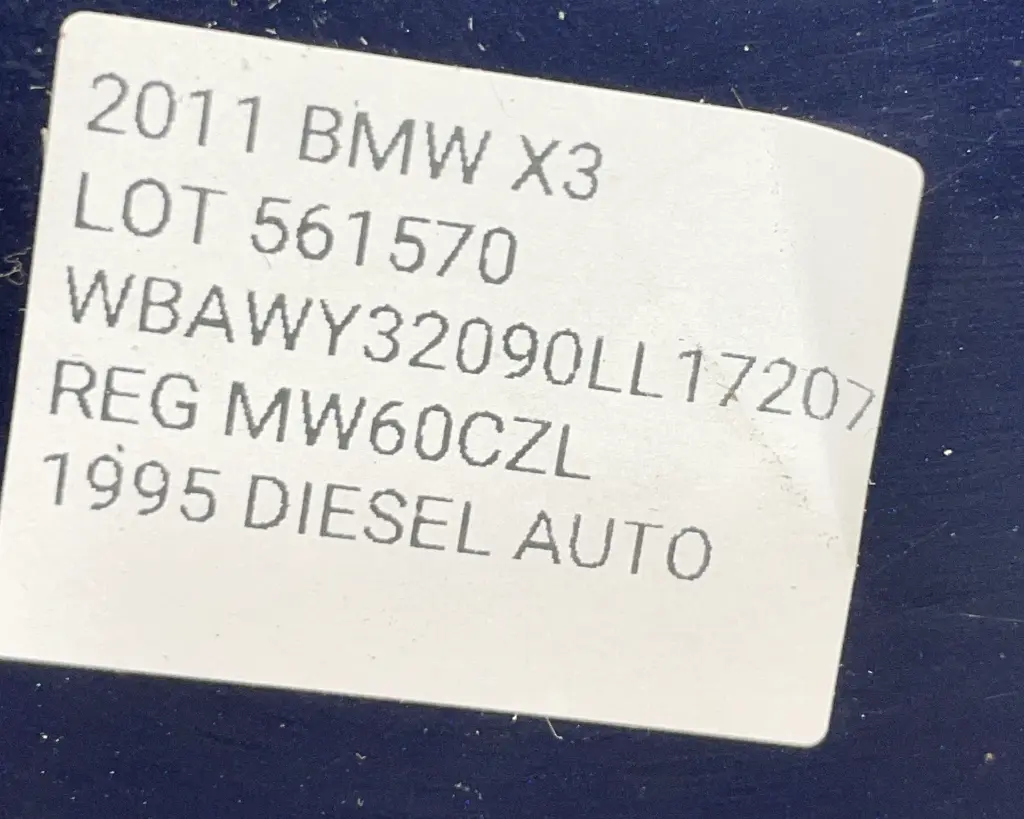 2011 BMW X3
LOT 561570
WBAWY32090LL17207
REG MW60CZL
1995 DIESEL AUTO